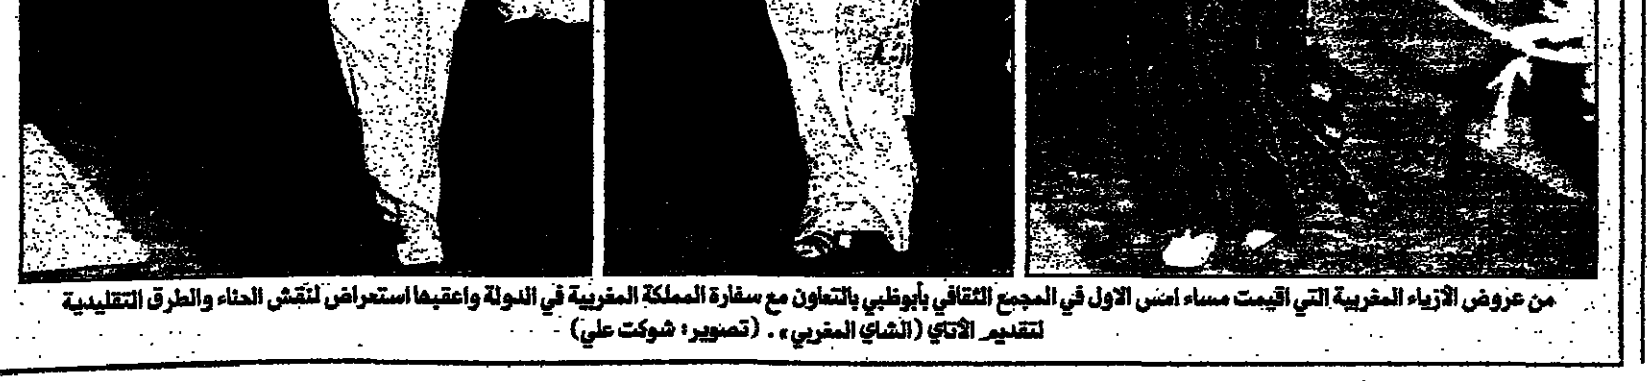 من عروض الأزياء المغربية التي اقيمت مساء امس الاول في المجمع الثقافي بأبوظبي بالتعاون مع سفارة المملكة المغربية في الدولة واعقبها استعراض لنقش الحناء والطرق التقليدية
لتقديم الأتاي (الشاي المغربي» . (تصوير: شوكت علي)